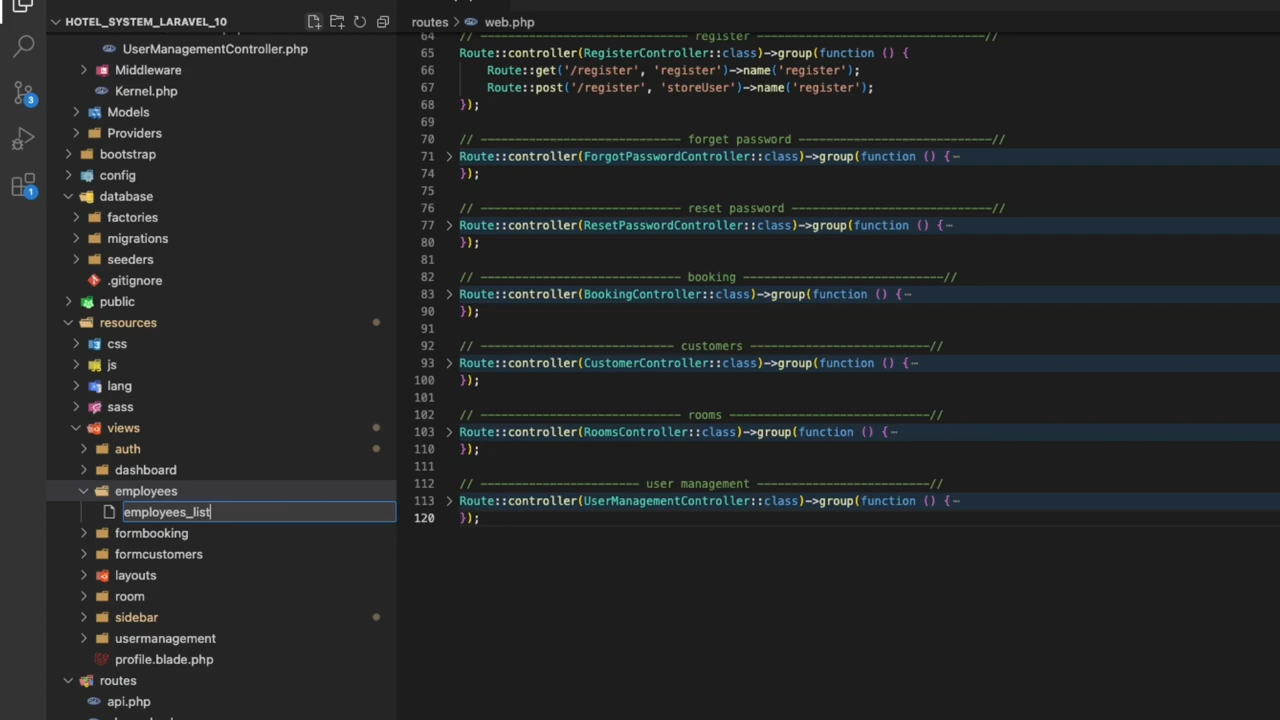 HOTEL_SYSTEM_LARAVEL_10
UserManagementController.php
Middleware
Kernel.php
Models
Providers
bootstrap
config
database
factories
migrations
seeders
.gitignore
public
resources
css
js
lang
sass
views
auth
dashboard
employees
employees_list
formbooking
formcustomers
layouts
room
sidebar
usermanagement
profile.blade.php
routes
api.php
3
1
routes > web.php
64 // ----------------------------- register ------------------------------//
65 Route::controller(RegisterController::class)->group(function () {
66 Route::get('/register', 'register')->name('register');
67 Route::post('/register', 'storeUser')->name('register');
68 });
69
70 // ----------------------------- forget password ----------------------------//
71 Route::controller(ForgotPasswordController::class)->group(function () {
74 });
75
76 // ----------------------------- reset password -----------------------------//
77 Route::controller(ResetPasswordController::class)->group(function () {
80 });
81
82 // ----------------------------- booking -----------------------------//
83 Route::controller(BookingController::class)->group(function () {
90 });
91
92 // ---------------------------- customers ---------------------------//
93 Route::controller(CustomerController::class)->group(function () {
100 });
101
102 // ----------------------------- rooms -----------------------------//
103 Route::controller(RoomsController::class)->group(function () {
110 });
111
112 // ----------------------- user management --------------------------//
113 Route::controller(UserManagementController::class)->group(function () {
120 });